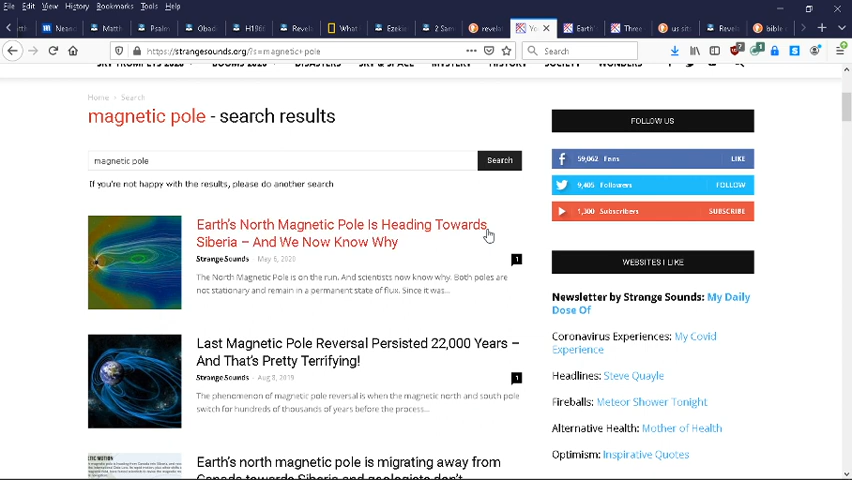 File Edit View History Bookmarks Tools Help
Matth Psalm Obad H1966 Revel What Ezekie 2 Sam revelat Yo Earth' Three us sit Revel bible
https://strangesounds.org/?s=magnetic+pole
Search
SKY TRUMPETS 2020 BOOMS 2020 DISASTERS SKY & SPACE MYSTERY HISTORY SOCIETY WONDERS
Home Search
magnetic pole - search results
magnetic pole
Search
If you're not happy with the results, please do another search
Earth's North Magnetic Pole Is Heading Towards
Siberia – And We Now Know Why
Strange Sounds - May 6, 2020
1
The North Magnetic Pole is on the run. And scientists now know why. Both poles are
not stationary and remain in a permanent state of flux. Since it was...
Last Magnetic Pole Reversal Persisted 22,000 Years –
And That's Pretty Terrifying!
Strange Sounds - Aug 8, 2019
1
The phenomenon of magnetic pole reversal is when the magnetic north and south pole
switch for hundreds of thousands of years before the process...
Earth's north magnetic pole is migrating away from
Canada towards Siberia and geologists don't
FOLLOW US
59,062 Fans LIKE
9,405 Followers FOLLOW
1,300 Subscribers SUBSCRIBE
WEBSITES I LIKE
Newsletter by Strange Sounds: My Daily
Dose Of
Coronavirus Experiences: My Covid
Experience
Headlines: Steve Quayle
Fireballs: Meteor Shower Tonight
Alternative Health: Mother of Health
Optimism: Inspirative Quotes